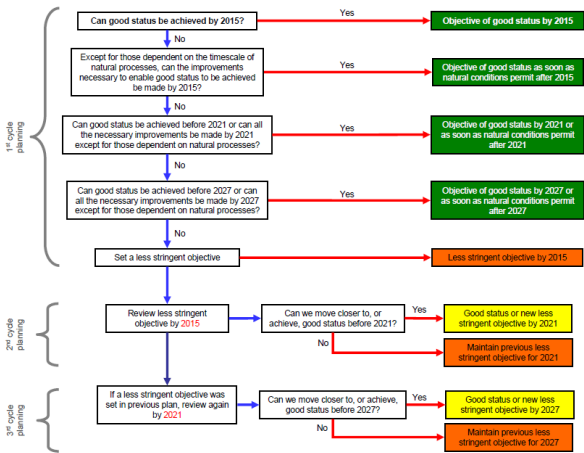 Can good status be achieved by 2015?
Yes
Objective of good status by 2015
No
Except for those dependent on the timescale of
natural processes, can the improvements
necessary to enable good status to be achieved
be made by 2015?
Yes
Objective of good status as soon as
natural conditions permit after 2015
No
1st cycle
planning
Can good status be achieved before 2021 or can all
the necessary improvements be made by 2021
except for those dependent on natural processes?
Yes
Objective of good status by 2021 or
as soon as natural conditions permit
after 2021
No
Can good status be achieved before 2027 or can
all the necessary improvements be made by 2027
except for those dependent on natural processes?
Yes
Objective of good status by 2027 or
as soon as natural conditions permit
after 2027
No
Set a less stringent objective
Less stringent objective by 2015
2nd cycle
planning
Review less stringent
objective by 2015
Can we move closer to, or
achieve, good status before 2021?
Yes
Good status or new less
stringent objective by 2021
No
Maintain previous less
stringent objective for 2021
3rd cycle
planning
If a less stringent objective was
set in previous plan, review again
by 2021
Can we move closer to, or achieve,
good status before 2027?
Yes
Good status or new less
stringent objective by 2027
No
Maintain previous less
stringent objective for 2027